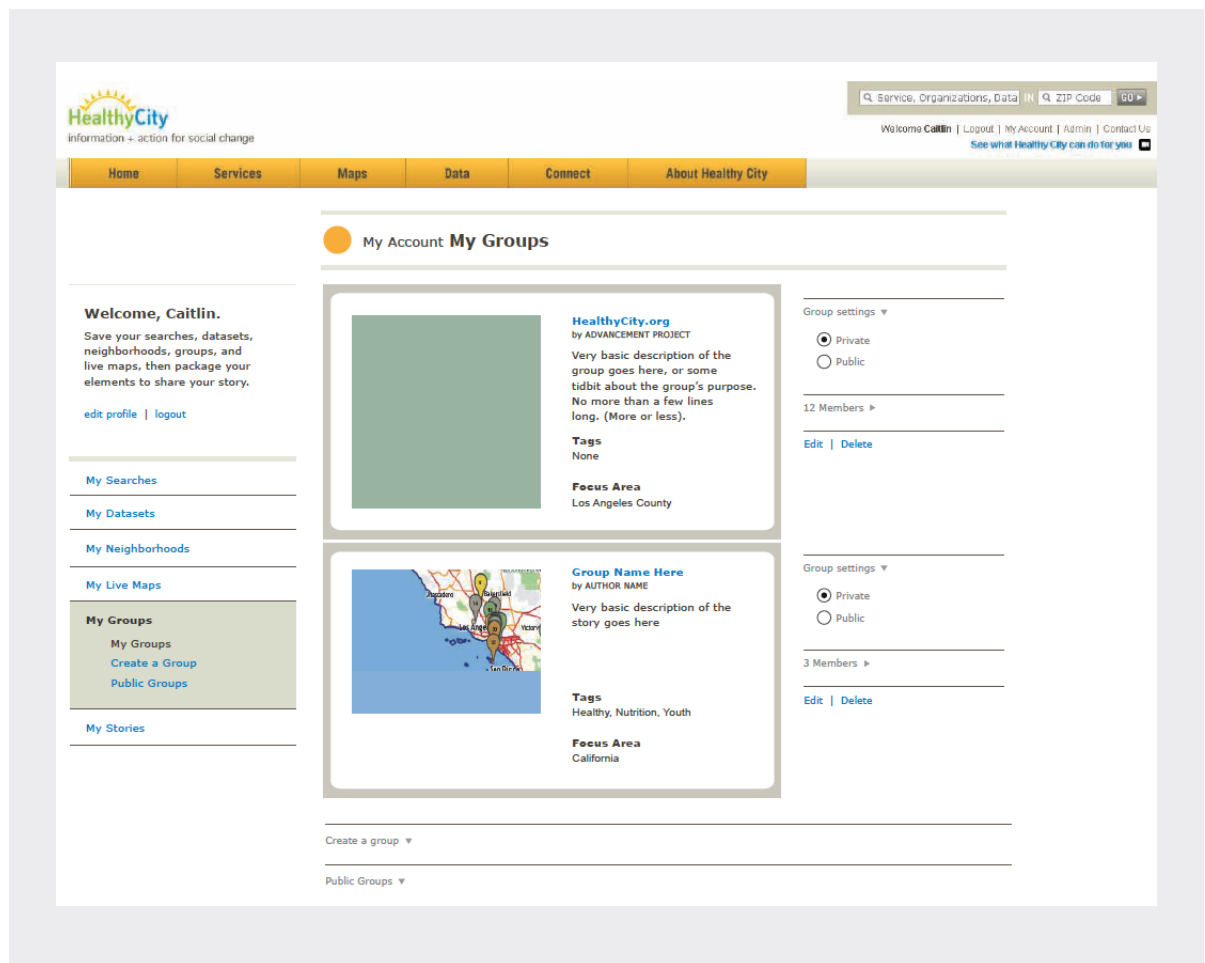 HealthyCity
information + action for social change
Service, Organizations, Data IN ZIP Code GO
Welcome Caitlin | Logout | My Account | Admin | Contact Us
See what Healthy City can do for you
Home Services Maps Data Connect About Healthy City
My Account My Groups
Welcome, Caitlin.
Save your searches, datasets,
neighborhoods, groups, and
live maps, then package your
elements to share your story.
edit profile | logout
My Searches
My Datasets
My Neighborhoods
My Live Maps
My Groups
My Groups
Create a Group
Public Groups
My Stories
HealthyCity.org
by ADVANCEMENT PROJECT
Very basic description of the
group goes here, or some
tidbit about the group's purpose.
No more than a few lines
long. (More or less).
Tags
None
Focus Area
Los Angeles County
Group settings ▼
Private
Public
12 Members ▶
Edit | Delete
Group Name Here
by AUTHOR NAME
Very basic description of the
story goes here
Tags
Healthy, Nutrition, Youth
Focus Area
California
Group settings ▼
Private
Public
3 Members ▶
Edit | Delete
Create a group ▼
Public Groups ▼